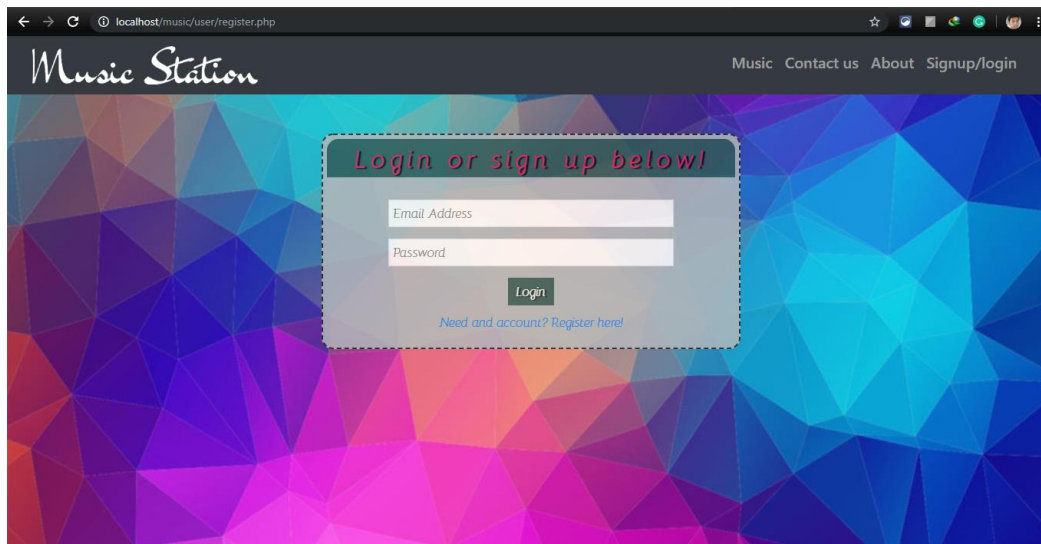 localhost/music/user/register.php
Music Station
Music Contact us About Signup/login
Login or sign up below!
Email Address
Password
Login
Need and account? Register here!